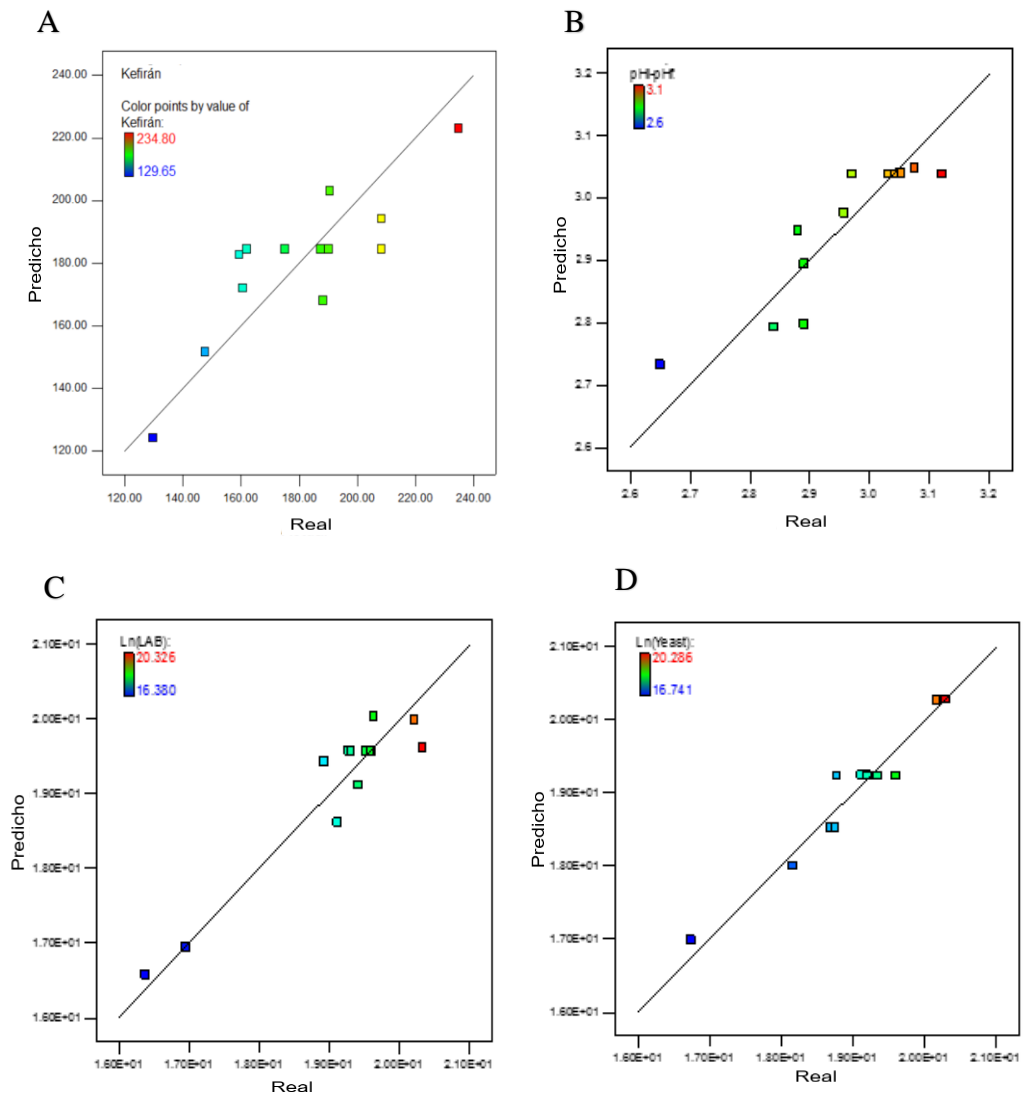 A
Kefirán
Color points by value of
Kefirán:
234.80
129.65
240.00
220.00
200.00
180.00
160.00
140.00
120.00
120.00 140.00 160.00 180.00 200.00 220.00 240.00
Predicho
Real
B
pHi-pHf:
3.1
2.6
3.2
3.1
3.0
2.9
2.8
2.7
2.6
2.6 2.7 2.8 2.9 3.0 3.1 3.2
Predicho
Real
C
Ln(LAB):
20.326
16.380
2.10E+01
2.00E+01
1.90E+01
1.80E+01
1.70E+01
1.60E+01
1.60E+01 1.70E+01 1.80E+01 1.90E+01 2.00E+01 2.10E+01
Predicho
Real
D
Ln(Yeast):
20.286
16.741
2.10E+01
2.00E+01
1.90E+01
1.80E+01
1.70E+01
1.60E+01
1.60E+01 1.70E+01 1.80E+01 1.90E+01 2.00E+01 2.10E+01
Predicho
Real